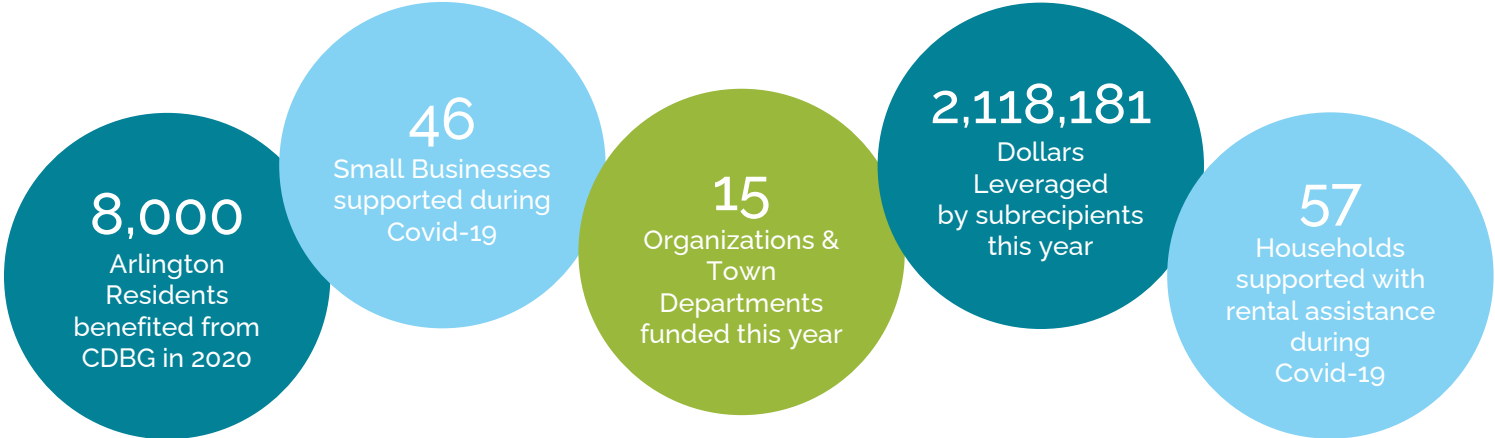 8,000
Arlington
Residents
benefited from
CDBG in 2020
46
Small Businesses
supported during
Covid-19
15
Organizations &
Town
Departments
funded this year
2,118,181
Dollars
Leveraged
by subrecipients
this year
57
Households
supported with
rental assistance
during
Covid-19